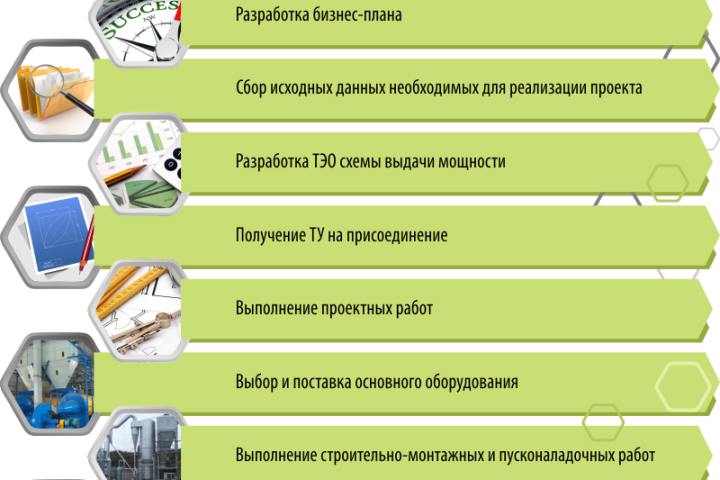 SUCCESS
NW
Разработка бизнес-плана
Сбор исходных данных необходимых для реализации проекта
Разработка ТЭО схемы выдачи мощности
Получение ТУ на присоединение
Выполнение проектных работ
Выбор и поставка основного оборудования
Выполнение строительно-монтажных и пусконаладочных работ